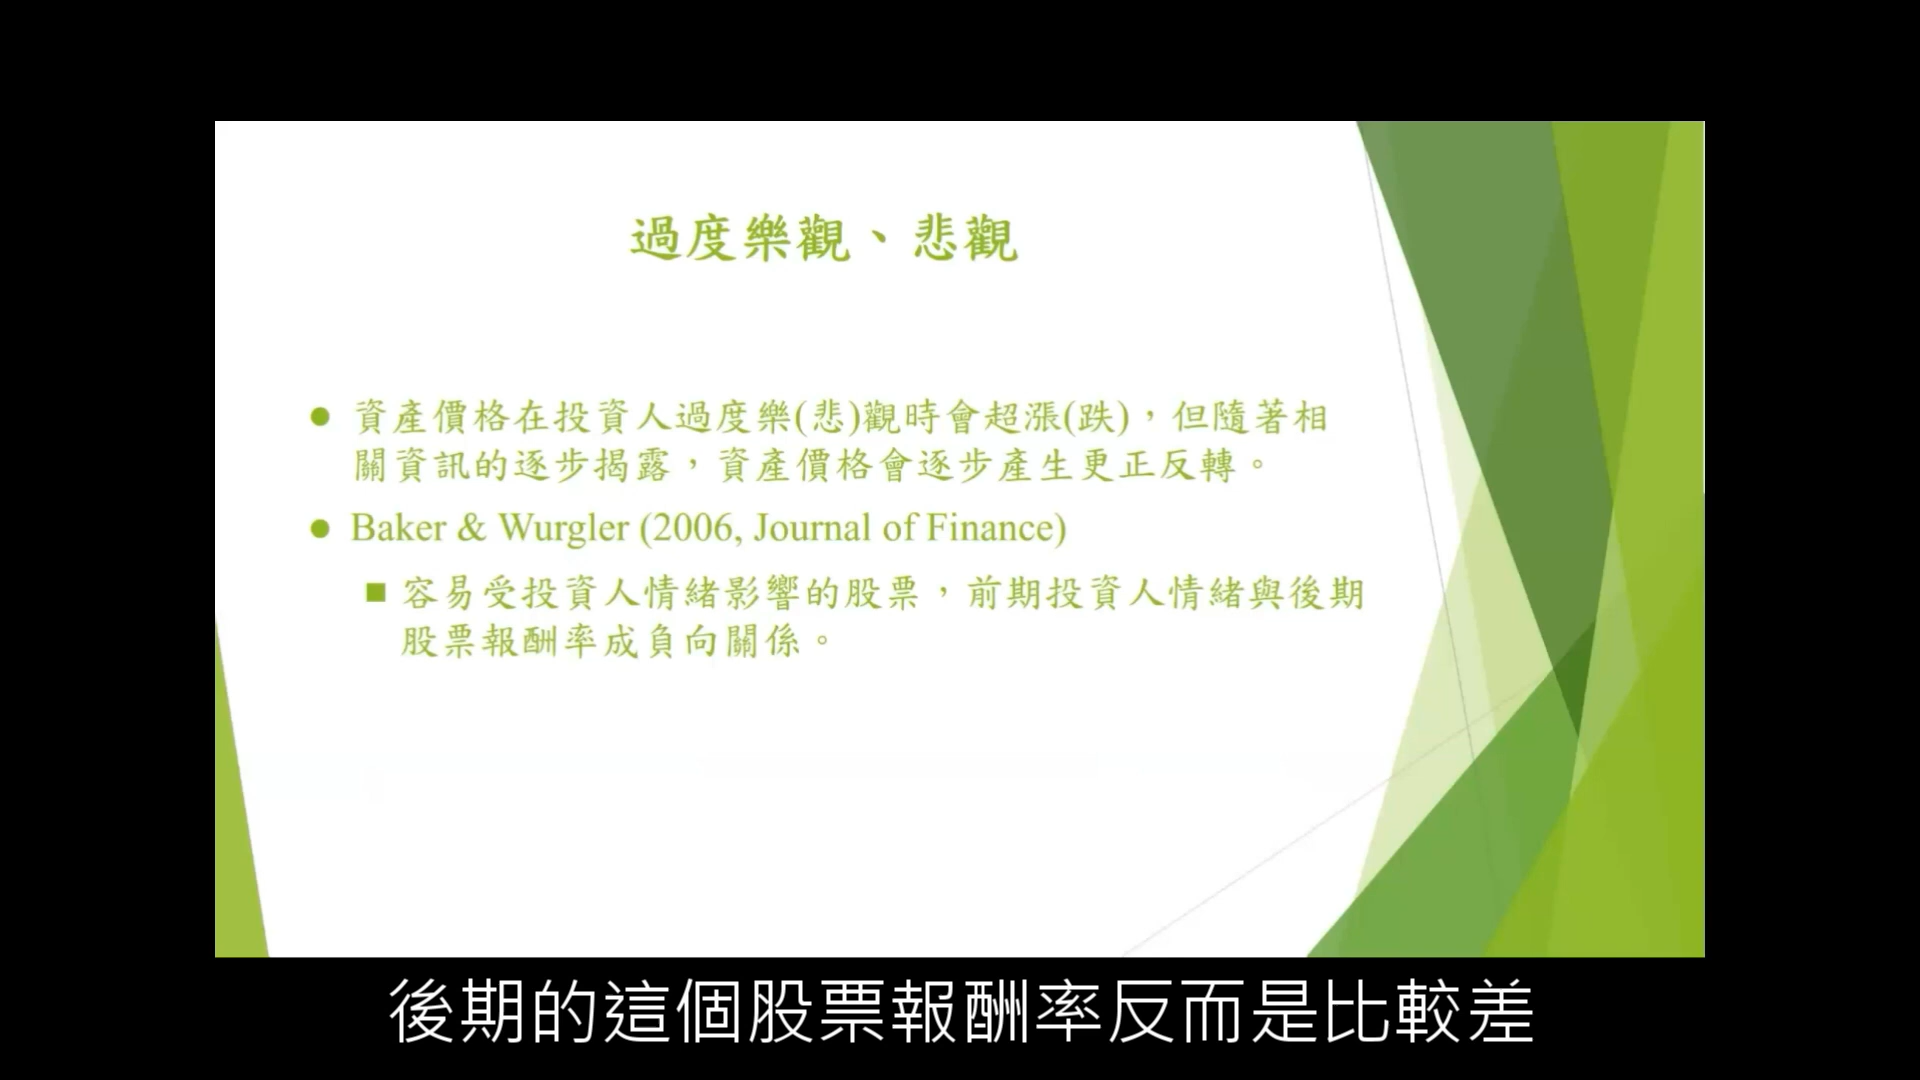 過度樂觀、悲觀
● 資產價格在投資人過度樂(悲)觀時會超漲(跌)，但隨著相
關資訊的逐步揭露，資產價格會逐步產生更正反轉。
● Baker & Wurgler (2006, Journal of Finance)
■ 容易受投資人情緒影響的股票，前期投資人情緒與後期
股票報酬率成負向關係。
後期的這個股票報酬率反而是比較差